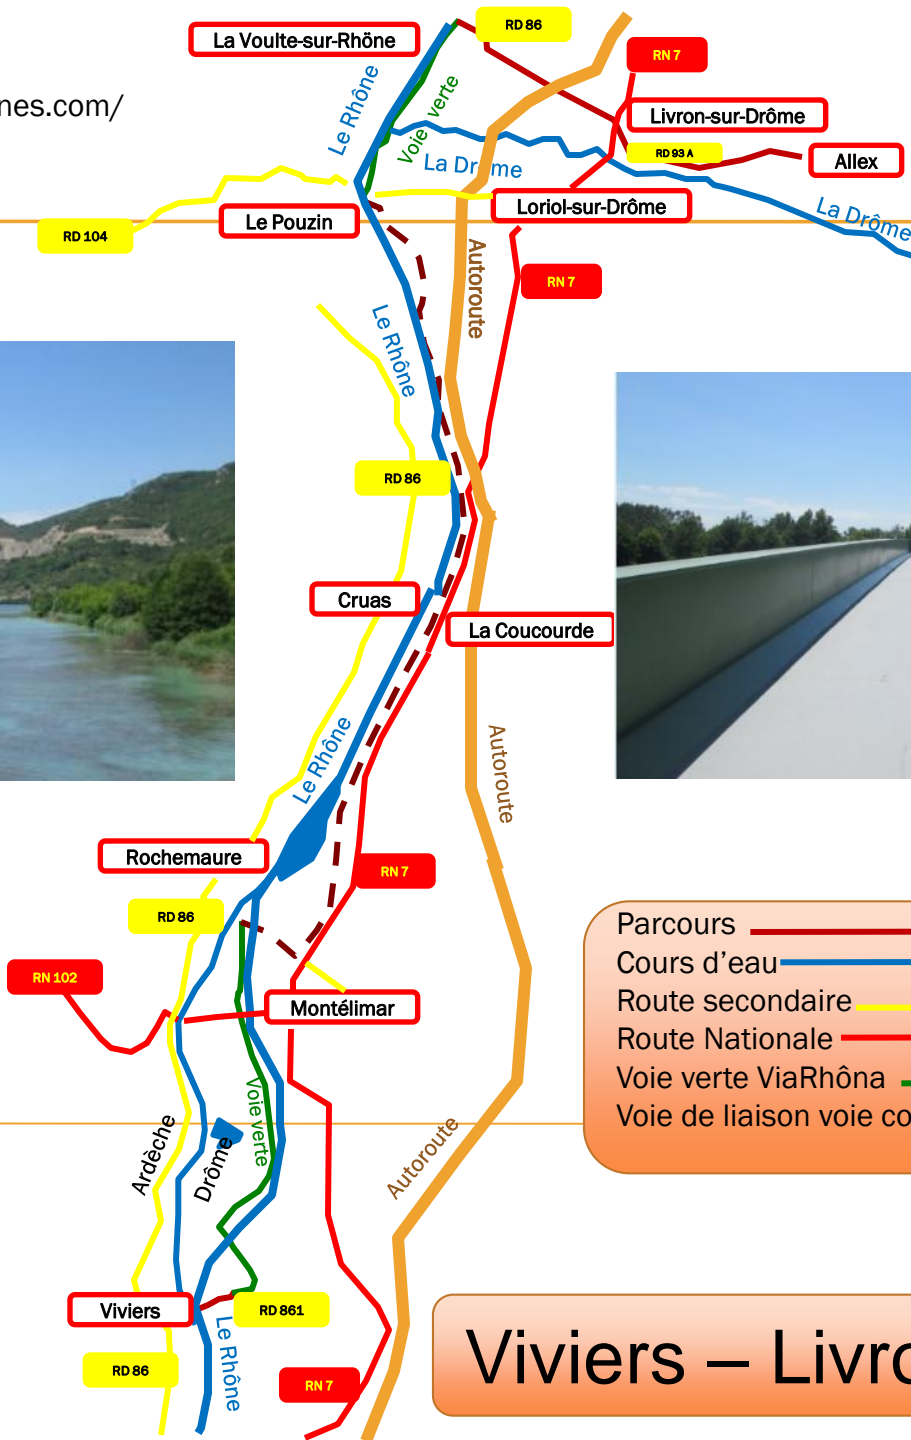 RD 86
La Voulte-sur-Rhöne
RN 7
nes.com/
Le Rhône
Voie verte
Livron-sur-Drôme
RD 93 A
La Drôme
Allex
Le Pouzin
Loriol-sur-Drôme
La Drôme
RD 104
Autoroute
RN 7
Le Rhône
RD 86
Cruas
La Coucourde
Le Rhône
Autoroute
Rochemaure
RN 7
RD 86
Parcours
Cours d'eau
RN 102
Route secondaire
Montélimar
Route Nationale
Voie verte ViaRhôna
Voie verte
Voie de liaison voie co
Ardèche
Drôme
Autoroute
Viviers
RD 861
Le Rhône
RD 86
Viviers – Livro
RN 7